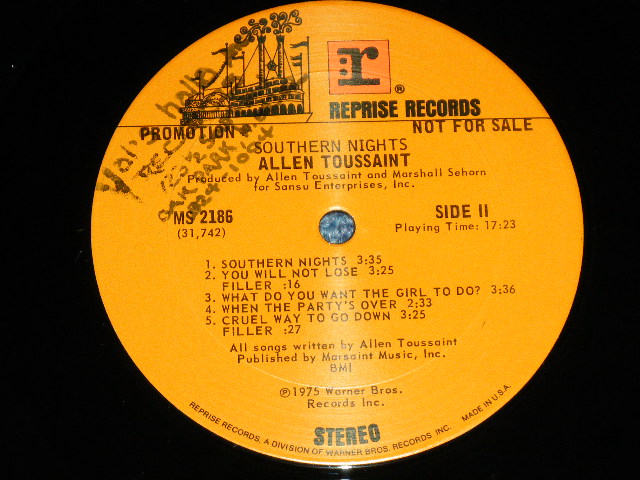 r
®
REPRISE RECORDS
PROMOTION
NOT FOR SALE
SOUTHERN NIGHTS
ALLEN TOUSSAINT
Produced by Allen Toussaint and Marshall Sehorn
for Sansu Enterprises, Inc.
MS 2186
(31,742)
SIDE II
Playing Time: 17:23
1. SOUTHERN NIGHTS 3:35
2. YOU WILL NOT LOSE 3:25
FILLER :16
3. WHAT DO YOU WANT THE GIRL TO DO? 3:36
4. WHEN THE PARTY'S OVER 2:33
5. CRUEL WAY TO GO DOWN 3:25
FILLER :27
All songs written by Allen Toussaint
Published by Marsaint Music, Inc.
BMI
℗1975 Warner Bros.
Records Inc.
STEREO
REPRISE RECORDS, A DIVISION OF WARNER BROS. RECORDS INC. MADE IN U.S.A.
OAK PARK